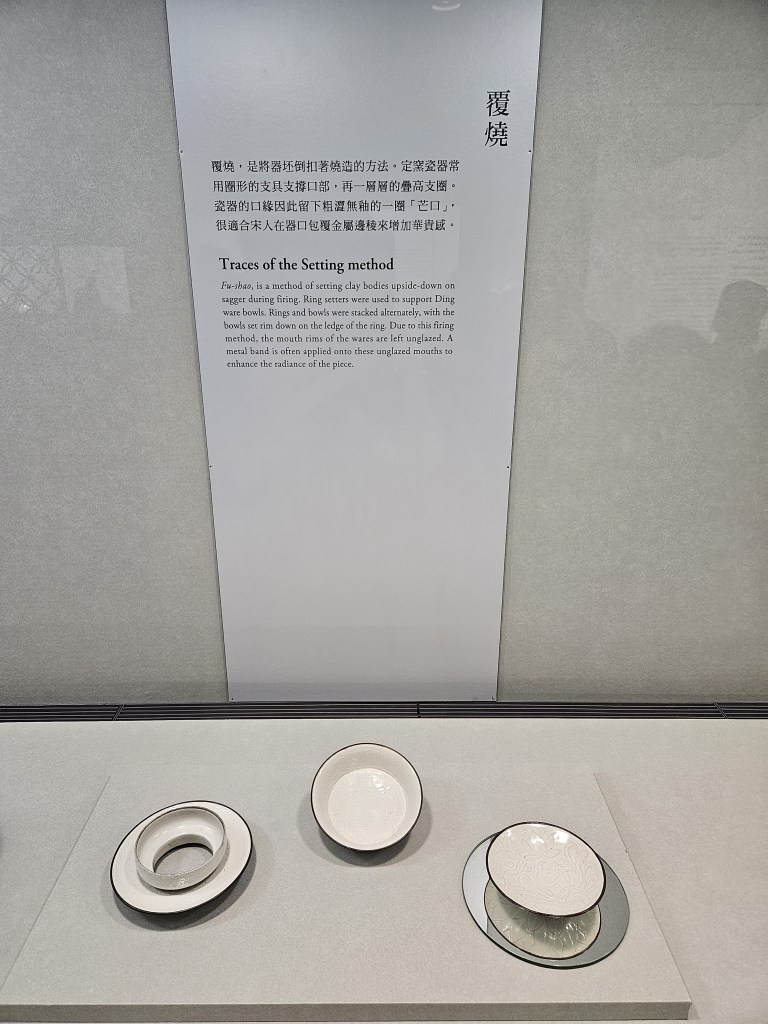 覆燒
覆燒，是將器坯倒扣著燒造的方法。定窯瓷器常
用圈形的支具支撐口部，再一層層的疊高支圈。
瓷器的口緣因此留下粗澀無釉的一圈「芒口」，
很適合宋人在器口包覆金屬邊稜來增加華貴感。
Traces of the Setting method
Fu-shao, is a method of setting clay bodies upside-down on
sagger during firing. Ring setters were used to support Ding
ware bowls. Rings and bowls were stacked alternately, with the
bowls set rim down on the ledge of the ring. Due to this firing
method, the mouth rims of the wares are left unglazed. A
metal band is often applied onto these unglazed mouths to
enhance the radiance of the piece.